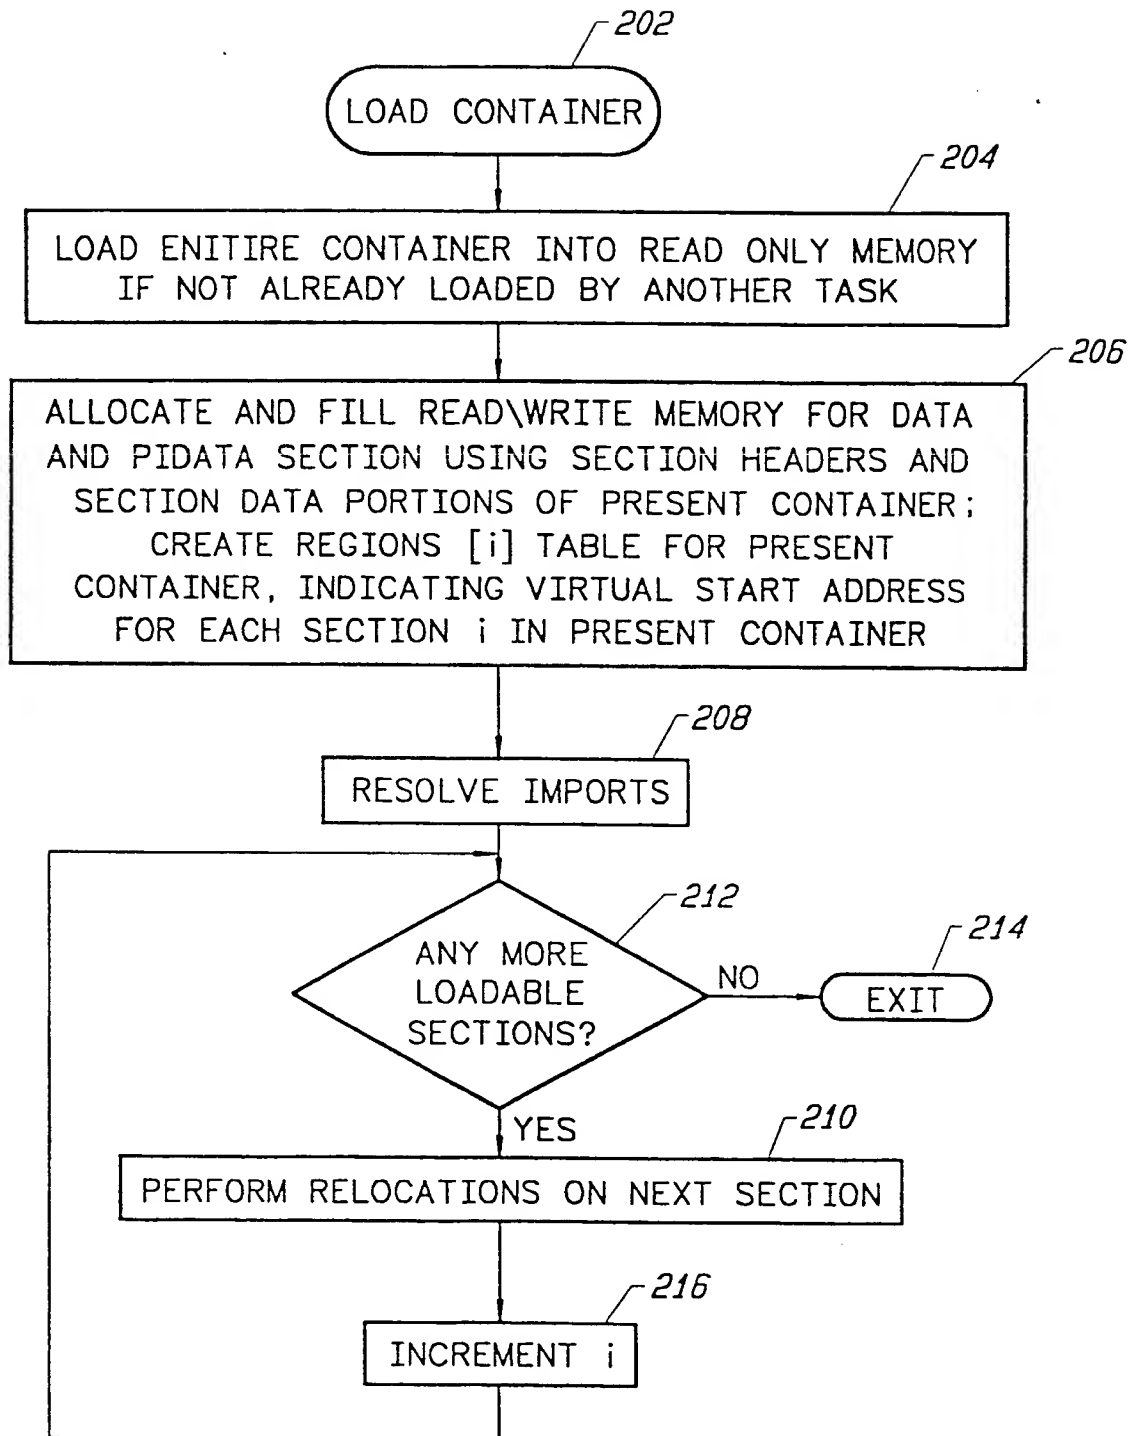 202
LOAD CONTAINER
204
LOAD ENITIRE CONTAINER INTO READ ONLY MEMORY
IF NOT ALREADY LOADED BY ANOTHER TASK
206
ALLOCATE AND FILL READ\WRITE MEMORY FOR DATA
AND PIDATA SECTION USING SECTION HEADERS AND
SECTION DATA PORTIONS OF PRESENT CONTAINER;
CREATE REGIONS [i] TABLE FOR PRESENT
CONTAINER, INDICATING VIRTUAL START ADDRESS
FOR EACH SECTION i IN PRESENT CONTAINER
208
RESOLVE IMPORTS
212
ANY MORE
LOADABLE
SECTIONS?
NO
214
EXIT
YES
210
PERFORM RELOCATIONS ON NEXT SECTION
216
INCREMENT i